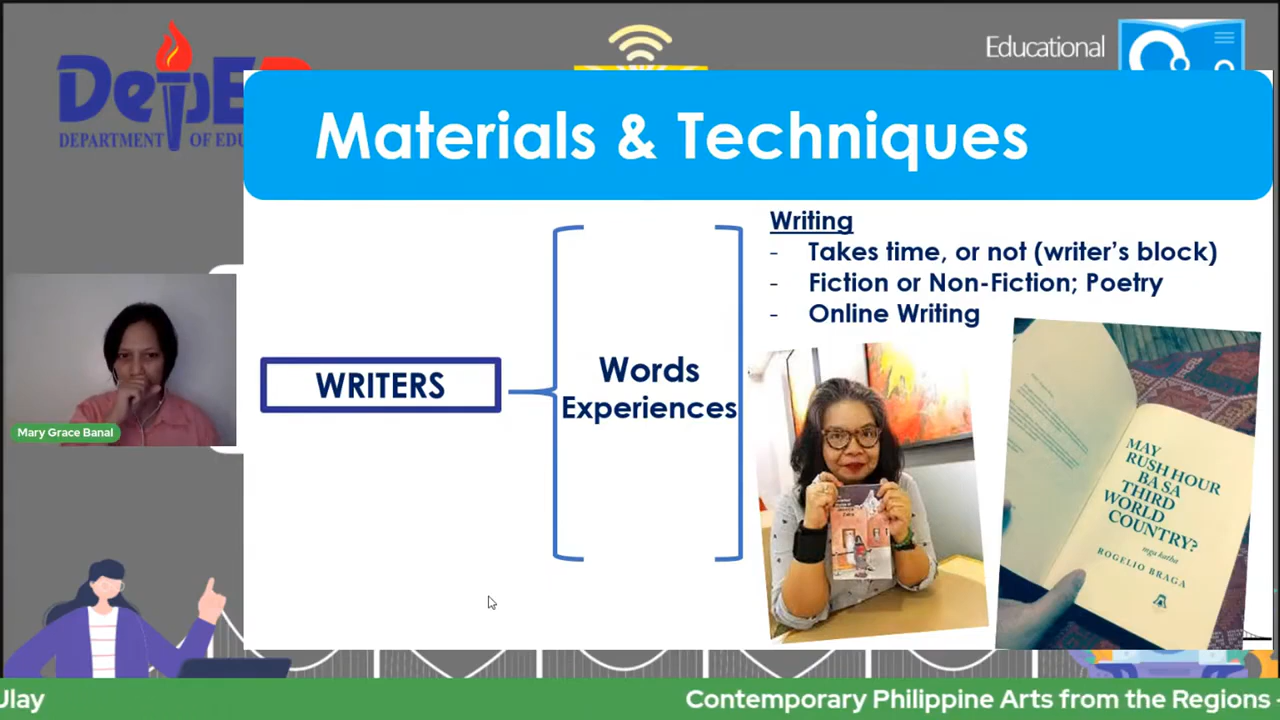 DepED
DEPARTMENT OF EDU
Educational
Materials & Techniques
Writing
- Takes time, or not (writer's block)
- Fiction or Non-Fiction; Poetry
- Online Writing
WRITERS
Words
Experiences
Mary Grace Banal
MAY
RUSH HOUR
BA SA
THIRD
WORLD
COUNTRY?
mga katha
ROGELIO BRAGA
Ulay
Contemporary Philippine Arts from the Regions -